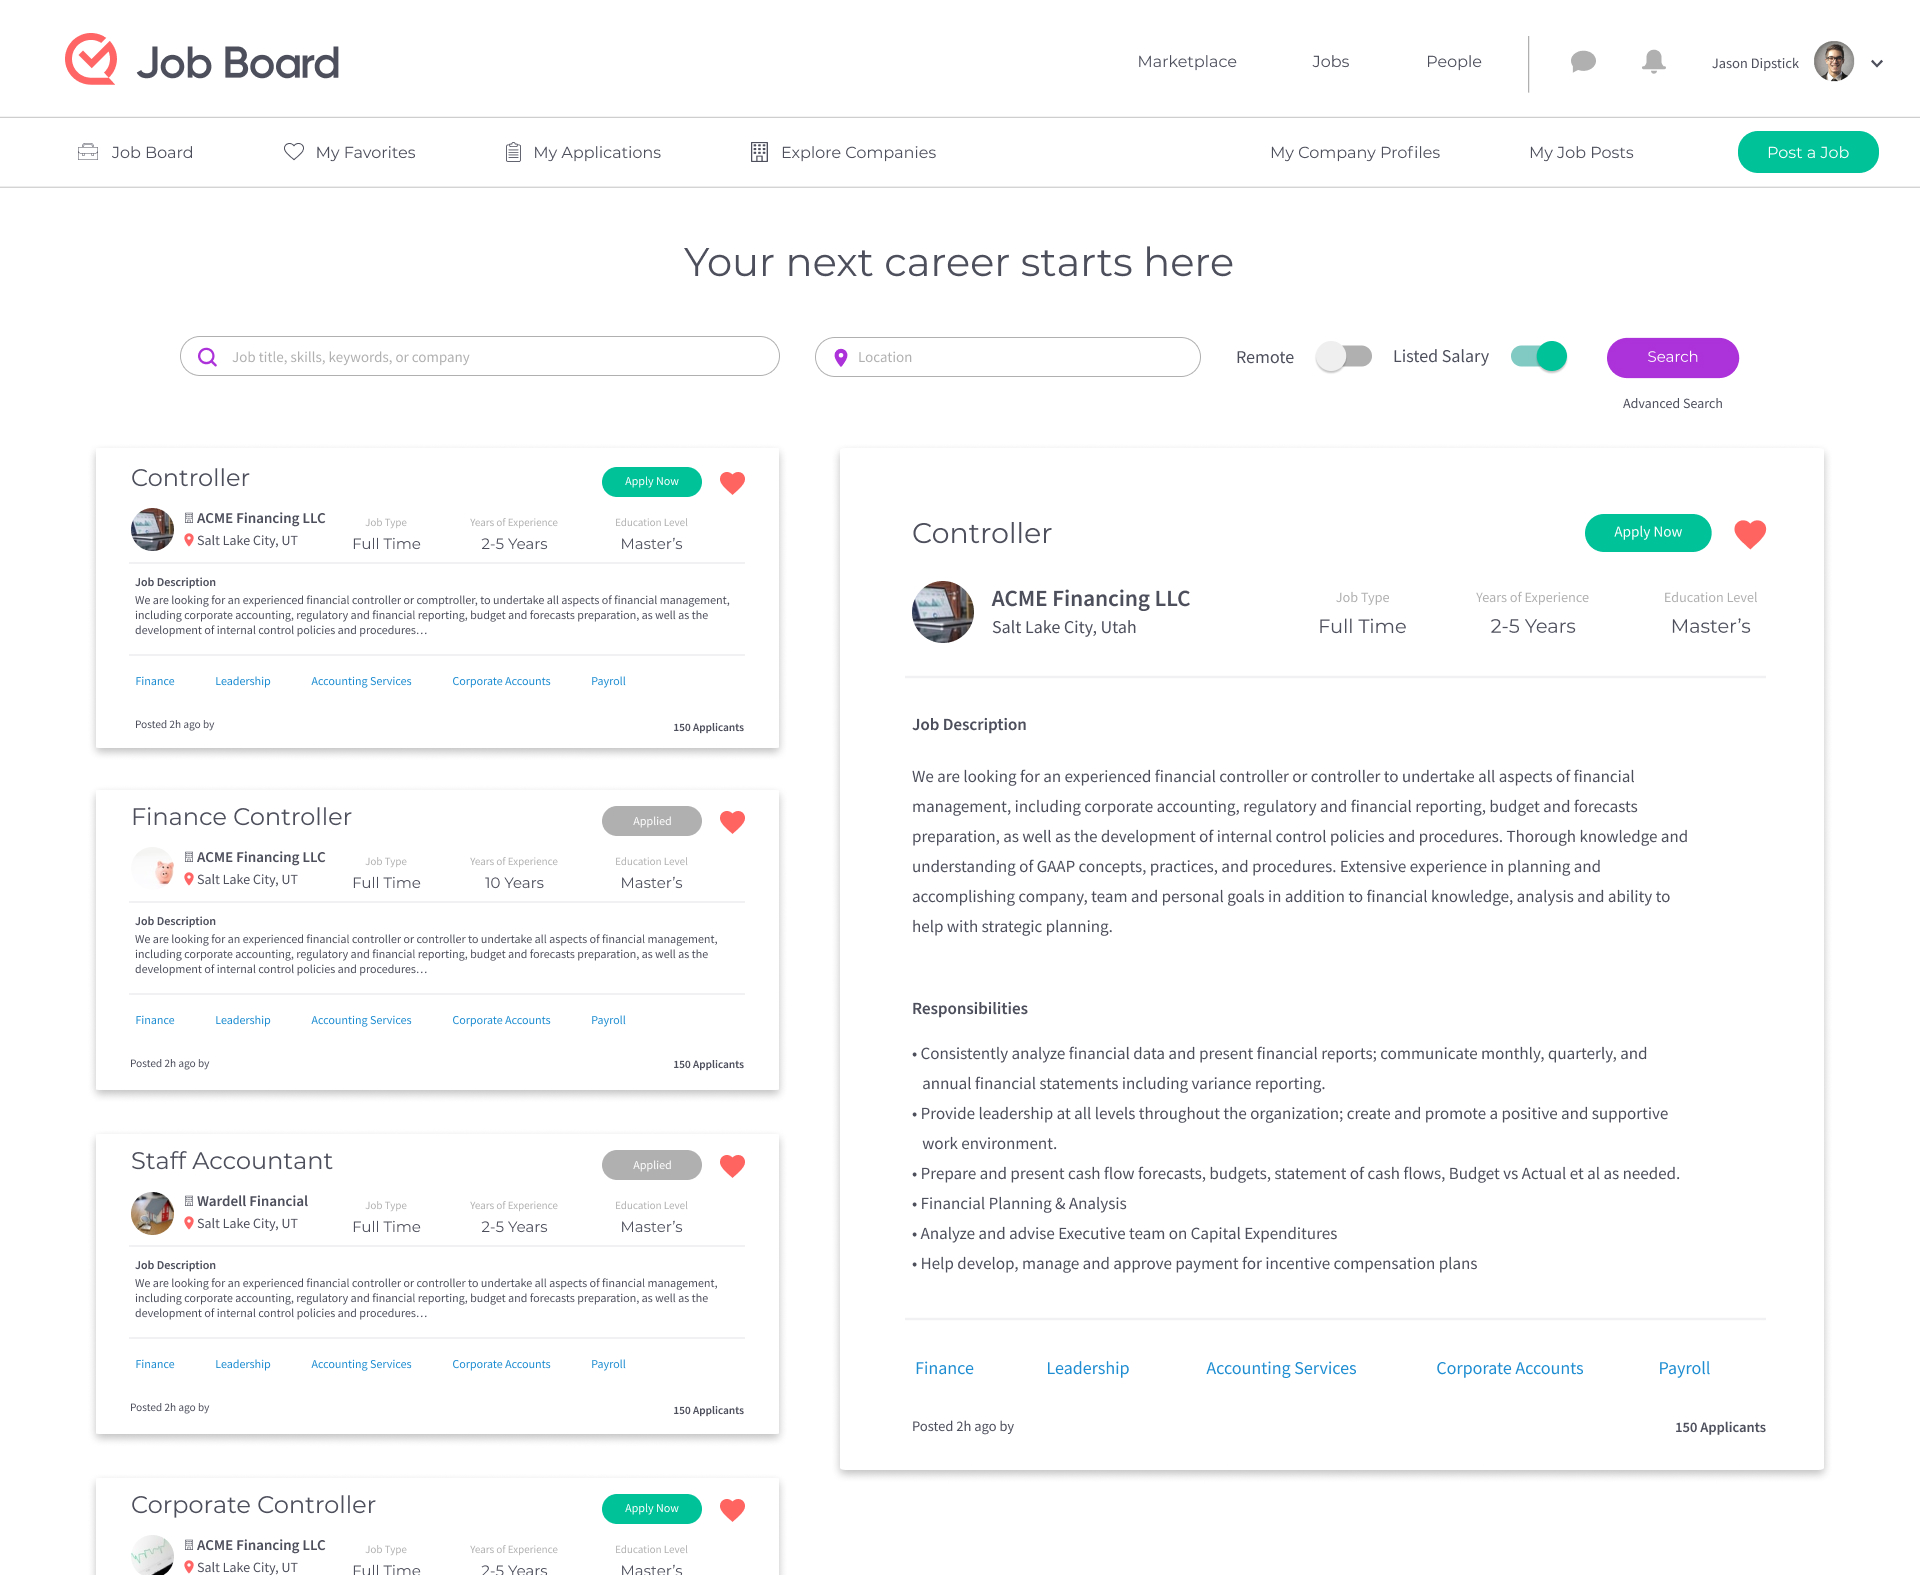 Job Board
Marketplace
Jobs
People
Jason Dipstick
Job Board
My Favorites
My Applications
Explore Companies
My Company Profiles
My Job Posts
Post a Job
Your next career starts here
Job title, skills, keywords, or company
Location
Remote
Listed Salary
Search
Advanced Search
Controller
Apply Now
ACME Financing LLC
Salt Lake City, UT
Job Type
Full Time
Years of Experience
2-5 Years
Education Level
Master's
Job Description
We are looking for an experienced financial controller or comptroller, to undertake all aspects of financial management,
including corporate accounting, regulatory and financial reporting, budget and forecasts preparation, as well as the
development of internal control policies and procedures…
Finance
Leadership
Accounting Services
Corporate Accounts
Payroll
Posted 2h ago by
150 Applicants
Finance Controller
Applied
ACME Financing LLC
Salt Lake City, UT
Job Type
Full Time
Years of Experience
10 Years
Education Level
Master's
Job Description
We are looking for an experienced financial controller or controller to undertake all aspects of financial management,
including corporate accounting, regulatory and financial reporting, budget and forecasts preparation, as well as the
development of internal control policies and procedures…
Finance
Leadership
Accounting Services
Corporate Accounts
Payroll
Posted 2h ago by
150 Applicants
Staff Accountant
Applied
Wardell Financial
Salt Lake City, UT
Job Type
Full Time
Years of Experience
2-5 Years
Education Level
Master's
Job Description
We are looking for an experienced financial controller or controller to undertake all aspects of financial management,
including corporate accounting, regulatory and financial reporting, budget and forecasts preparation, as well as the
development of internal control policies and procedures…
Finance
Leadership
Accounting Services
Corporate Accounts
Payroll
Posted 2h ago by
150 Applicants
Corporate Controller
Apply Now
ACME Financing LLC
Salt Lake City, UT
Job Type
Full Time
Years of Experience
2-5 Years
Education Level
Master's
Controller
Apply Now
ACME Financing LLC
Salt Lake City, Utah
Job Type
Full Time
Years of Experience
2-5 Years
Education Level
Master's
Job Description
We are looking for an experienced financial controller or controller to undertake all aspects of financial
management, including corporate accounting, regulatory and financial reporting, budget and forecasts
preparation, as well as the development of internal control policies and procedures. Thorough knowledge and
understanding of GAAP concepts, practices, and procedures. Extensive experience in planning and
accomplishing company, team and personal goals in addition to financial knowledge, analysis and ability to
help with strategic planning.
Responsibilities
• Consistently analyze financial data and present financial reports; communicate monthly, quarterly, and
annual financial statements including variance reporting.
• Provide leadership at all levels throughout the organization; create and promote a positive and supportive
work environment.
• Prepare and present cash flow forecasts, budgets, statement of cash flows, Budget vs Actual et al as needed.
• Financial Planning & Analysis
• Analyze and advise Executive team on Capital Expenditures
• Help develop, manage and approve payment for incentive compensation plans
Finance
Leadership
Accounting Services
Corporate Accounts
Payroll
Posted 2h ago by
150 Applicants